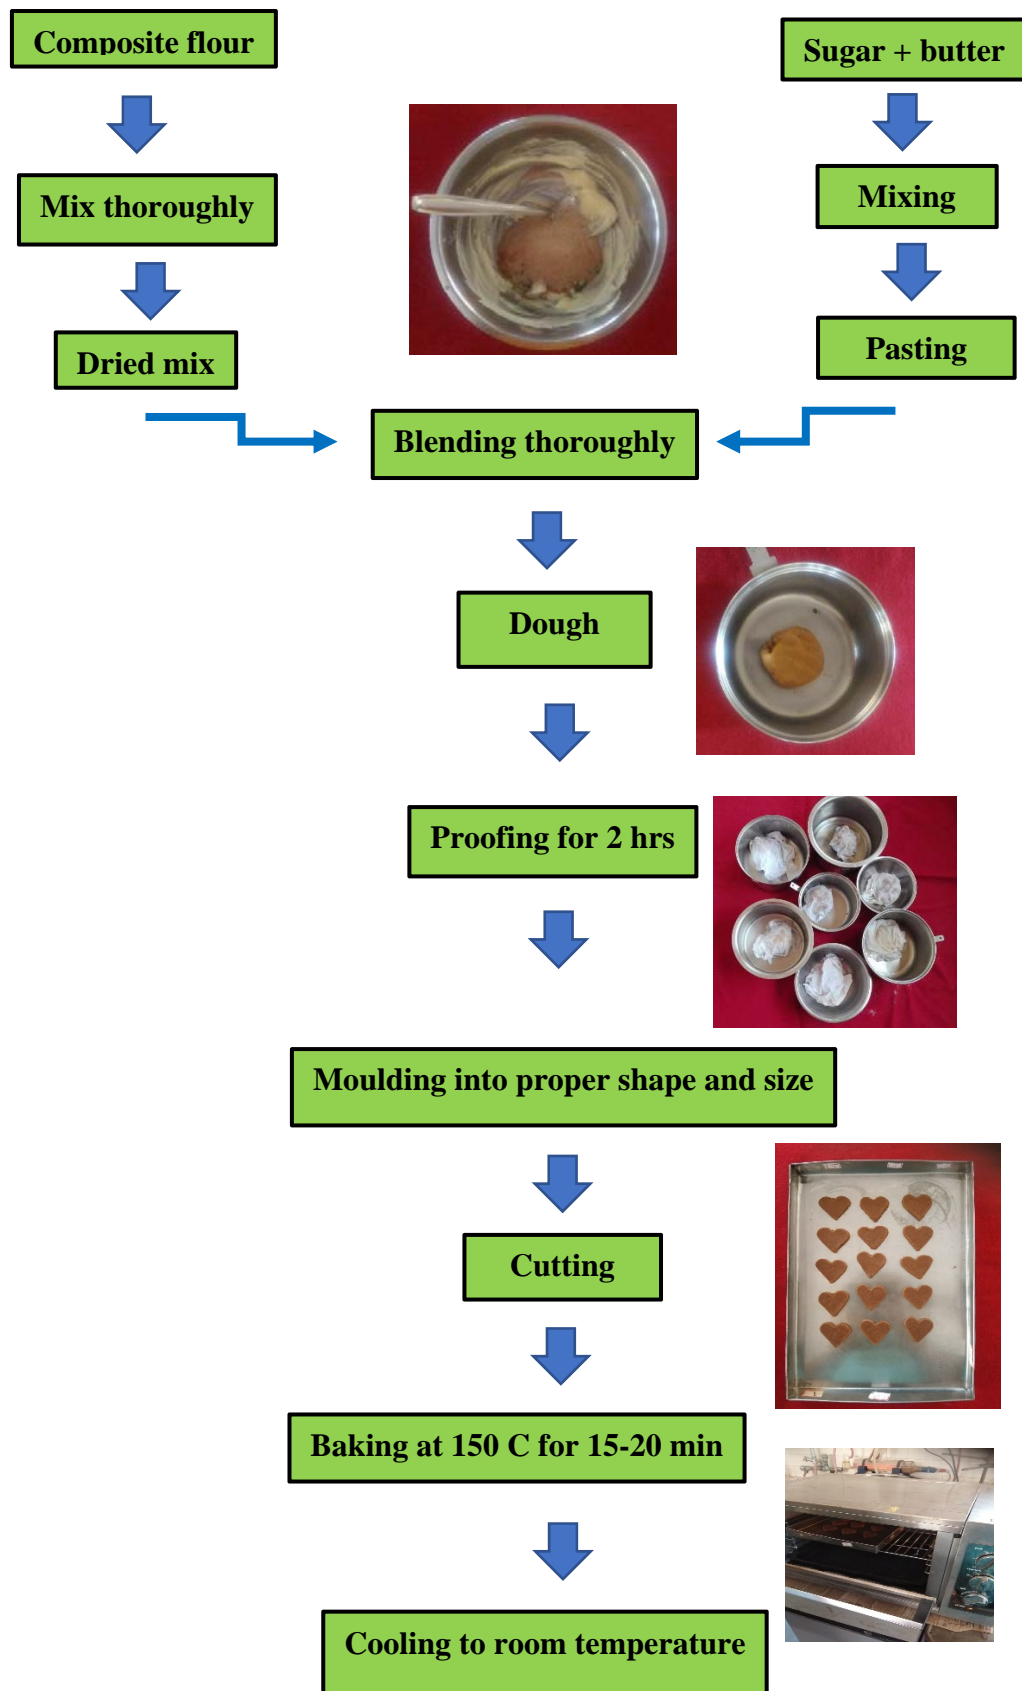 Composite flour
Sugar + butter
Mix thoroughly
Mixing
Dried mix
Pasting
Blending thoroughly
Dough
Proofing for 2 hrs
Moulding into proper shape and size
Cutting
Baking at 150 C for 15-20 min
Cooling to room temperature